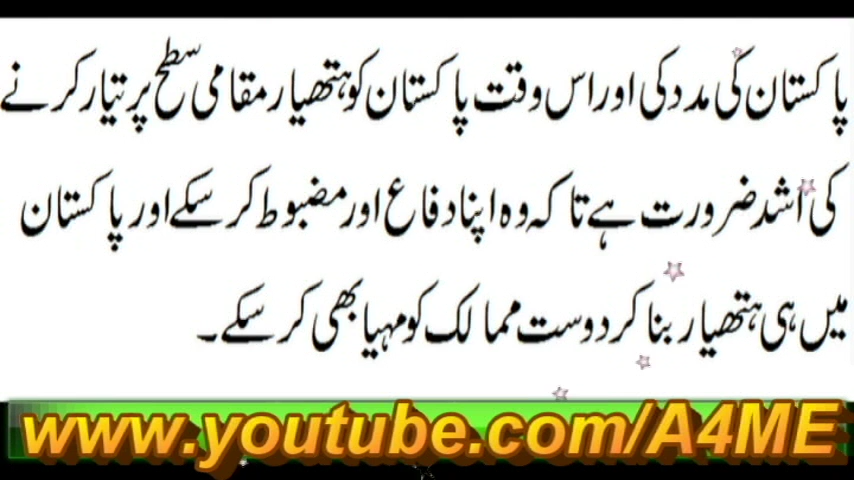 پاکستان کی مدد کی اور اس وقت پاکستان کو ہتھیار مقامی سطح پر تیار کرنے
کی اشد ضرورت ہے تا کہ وہ اپنا دفاع اور مضبوط کر سکے اور پاکستان
میں ہی ہتھیار بنا کر دوست ممالک کو مہیا بھی کر سکے۔
www.youtube.com/A4ME